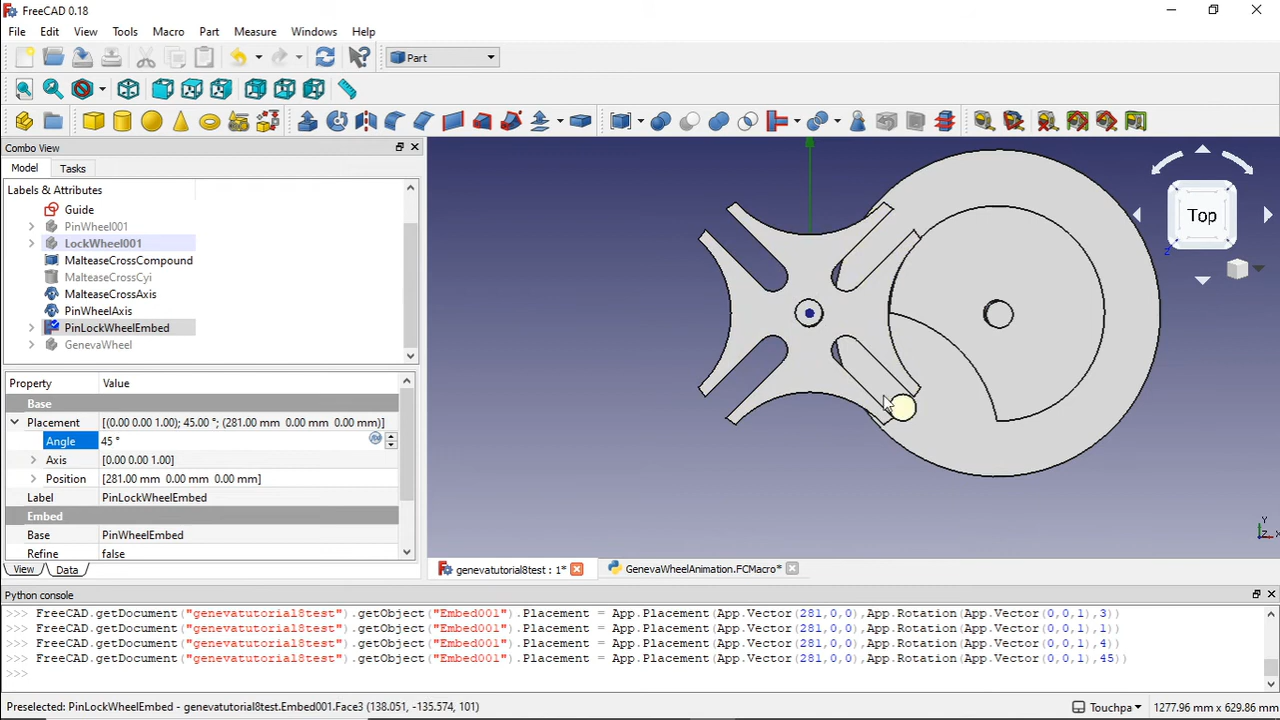 FreeCAD 0.18
File Edit View Tools Macro Part Measure Windows Help
Part
Combo View
Model Tasks
Labels & Attributes
Guide
PinWheel001
LockWheel001
MalteaseCrossCompound
MalteaseCrossCyi
MalteaseCrossAxis
PinWheelAxis
PinLockWheelEmbed
GenevaWheel
Property Value
Base
Placement [(0.00 0.00 1.00); 45.00 °; (281.00 mm 0.00 mm 0.00 mm)]
Angle 45 °
Axis [0.00 0.00 1.00]
Position [281.00 mm 0.00 mm 0.00 mm]
Label PinLockWheelEmbed
Embed
Base PinWheelEmbed
Refine false
View Data
Top
Z
Y
Z
X
genevatutorial8test : 1* GenevaWheelAnimation.FCMacro*
Python console
>>> FreeCAD.getDocument("genevatutorial8test").getObject("Embed001").Placement = App.Placement(App.Vector(281,0,0),App.Rotation(App.Vector(0,0,1),3))
>>> FreeCAD.getDocument("genevatutorial8test").getObject("Embed001").Placement = App.Placement(App.Vector(281,0,0),App.Rotation(App.Vector(0,0,1),1))
>>> FreeCAD.getDocument("genevatutorial8test").getObject("Embed001").Placement = App.Placement(App.Vector(281,0,0),App.Rotation(App.Vector(0,0,1),4))
>>> FreeCAD.getDocument("genevatutorial8test").getObject("Embed001").Placement = App.Placement(App.Vector(281,0,0),App.Rotation(App.Vector(0,0,1),45))
>>>
Preselected: PinLockWheelEmbed - genevatutorial8test.Embed001.Face3 (138.051, -135.574, 101) Touchpa 1277.96 mm x 629.86 mm